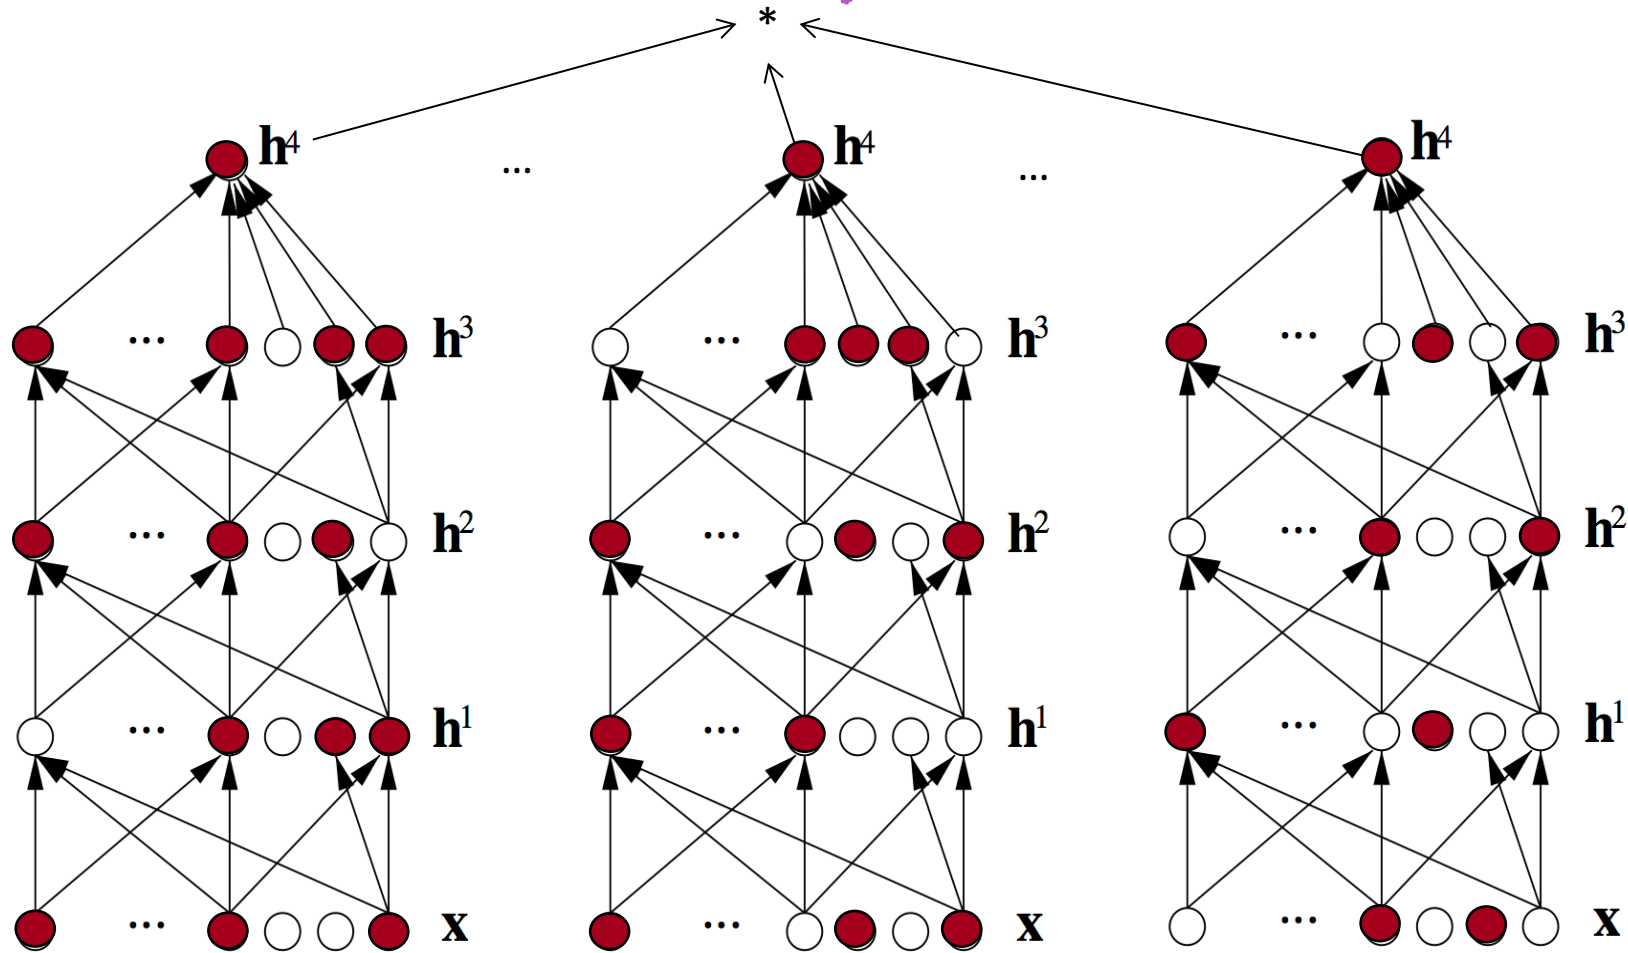 *
h4 ... h4 ... h4
... h3 ... h3 ... h3
... h2 ... h2 ... h2
... h1 ... h1 ... h1
... x ... x ... x